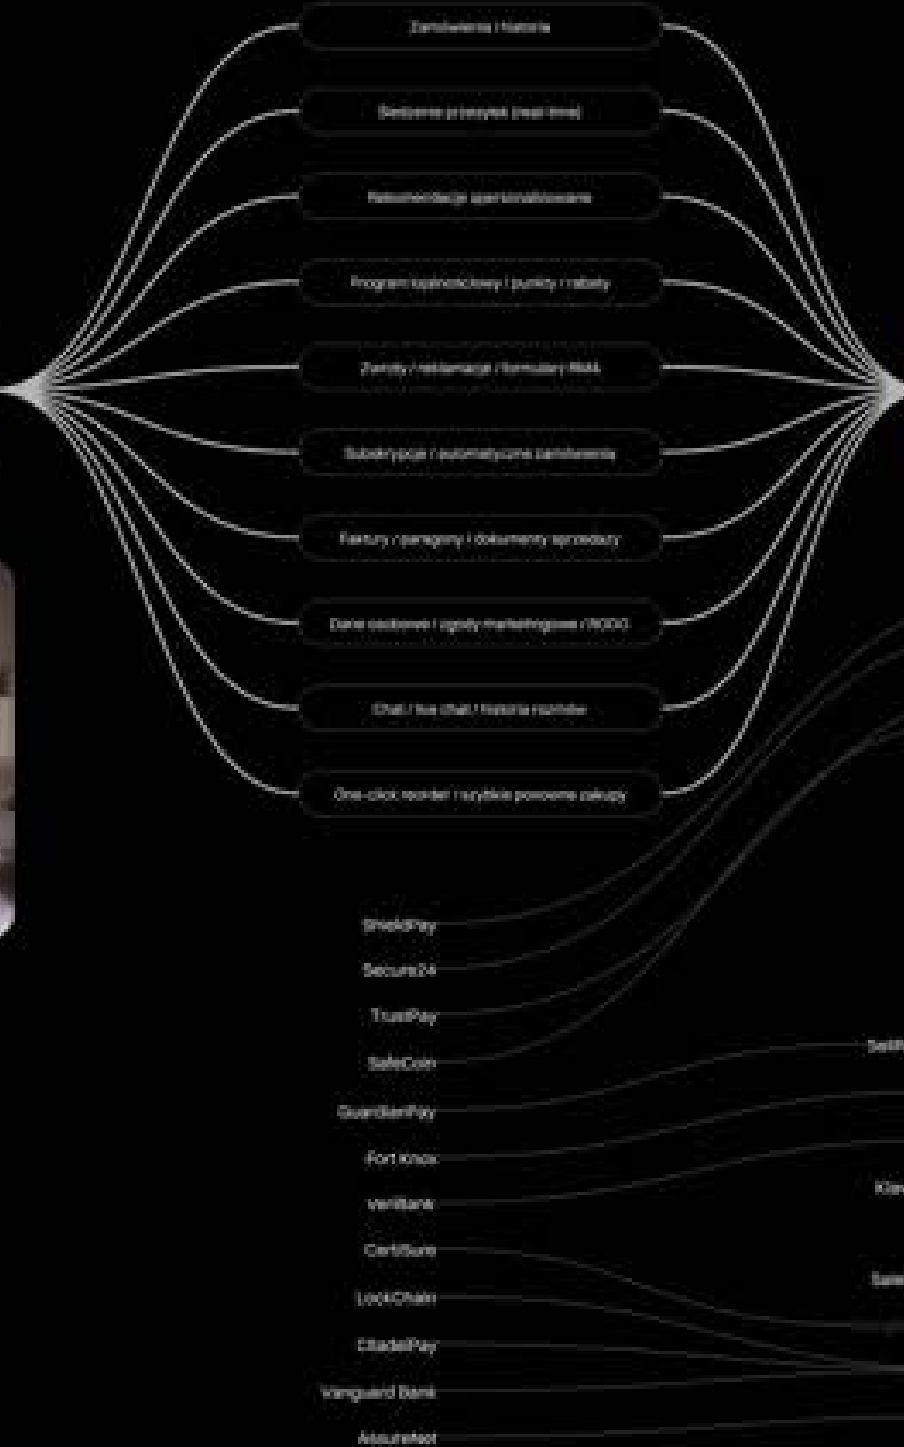 Zamówienia i historia
Śledzenie przesyłek (real-time)
Rekomendacje spersonalizowane
Program lojalnościowy / punkty / rabaty
Zwroty / reklamacje / formularz RMA
Subskrypcje / automatyczne zamówienia
Faktury / paragony i dokumenty sprzedaży
Dane osobowe i zgody marketingowe / RODO
Chat / live chat / historia rozmów
One-click reorder i szybkie ponowne zakupy
ShieldPay
Secure24
TrustPay
SafeCoin
GuardianPay
Fort Knox
VeriBank
CertiSure
LockChain
CitadelPay
Vanguard Bank